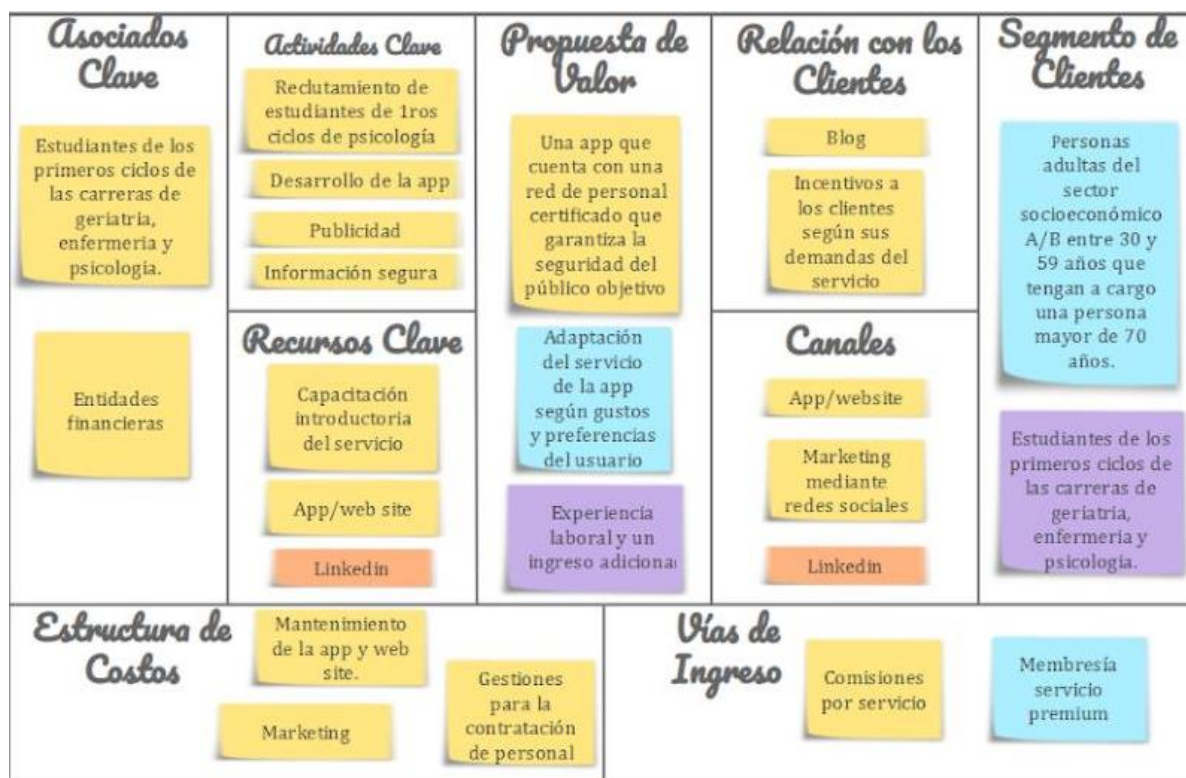 Asociados
Clave
Estudiantes de los
primeros ciclos de
las carreras de
geriatria,
enfermeria y
psicologia.
Entidades
financieras
Actividades Clave
Reclutamiento de
estudiantes de 1ros
ciclos de psicología
Desarrollo de la app
Publicidad
Información segura
Recursos Clave
Capacitación
introductoria
del servicio
App/web site
Linkedin
Propuesta de
Valor
Una app que
cuenta con una
red de personal
certificado que
garantiza la
seguridad del
público objetivo
Adaptación
del servicio
de la app
según gustos
y preferencias
del usuario
Experiencia
laboral y un
ingreso adiciona
Relación con los
Clientes
Blog
Incentivos a
los clientes
según sus
demandas del
servicio
Canales
App/website
Marketing
mediante
redes sociales
Linkedin
Segmento de
Clientes
Personas
adultas del
sector
socioeconómico
A/B entre 30 y
59 años que
tengan a cargo
una persona
mayor de 70
años.
Estudiantes de los
primeros ciclos de
las carreras de
geriatria,
enfermeria y
psicologia.
Estructura de
Costos
Mantenimiento
de la app y web
site.
Marketing
Gestiones
para la
contratación
de personal
Vías de
Ingreso
Comisiones
por servicio
Membresía
servicio
premium